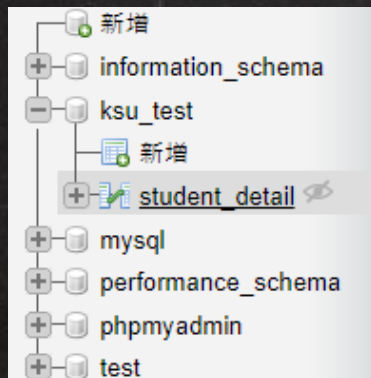 新增
information_schema
ksu_test
新增
student_detail
mysql
performance_schema
phpmyadmin
test